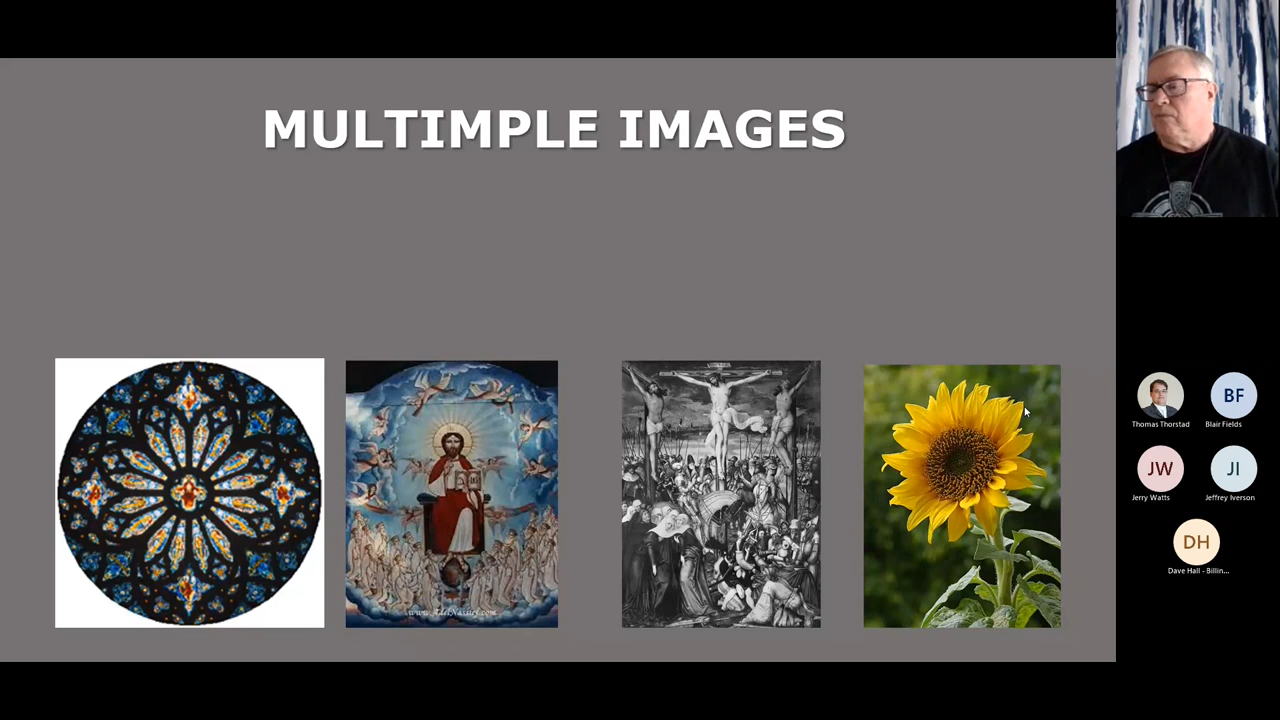 MULTIMPLE IMAGES
Thomas Thorstad
BF
Blair Fields
JW
Jerry Watts
JI
Jeffrey Iverson
DH
Dave Hall - Billin...